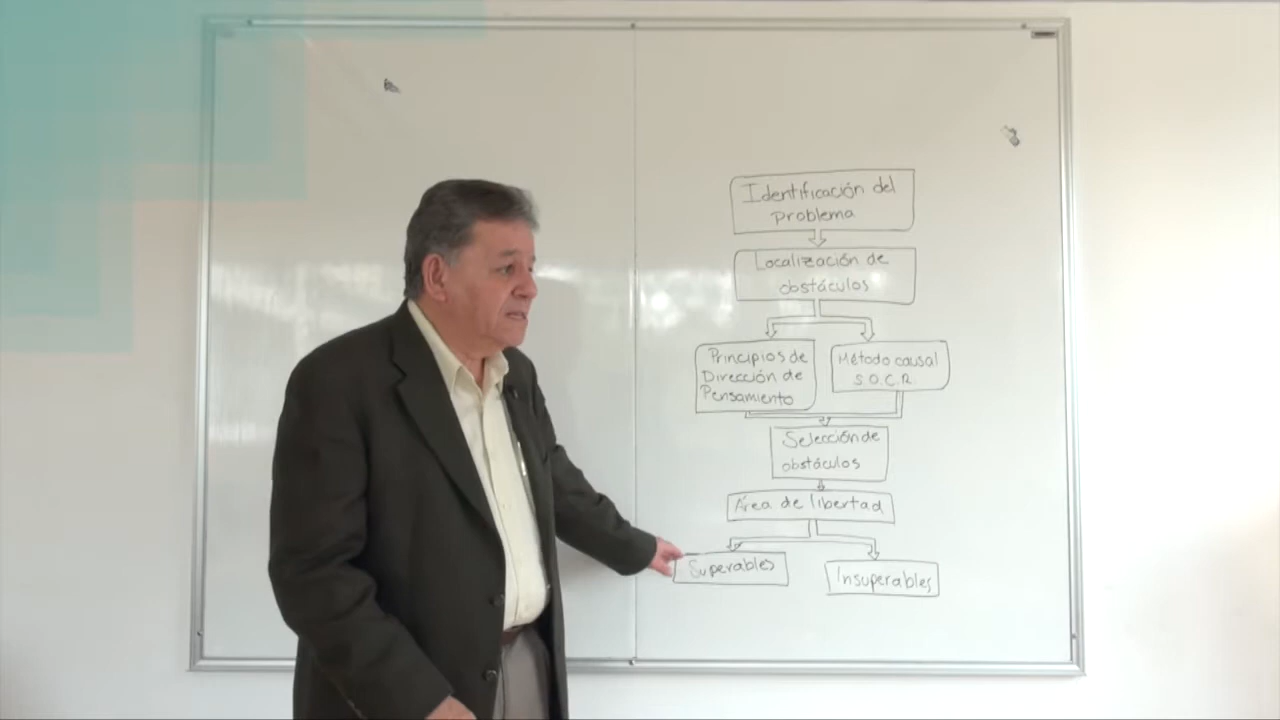 Identificación del
problema
Localización de
obstáculos
Principios de
Dirección de
Pensamiento
Método causal
S.O.C.R.
Selección de
obstáculos
Área de libertad
Superables
Insuperables